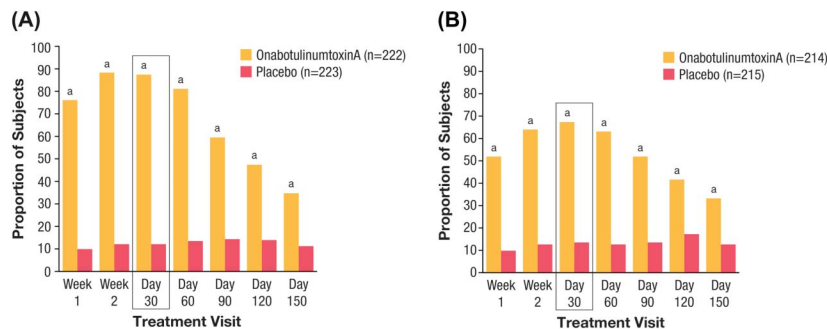 (A)
100
90
80
70
60
50
40
30
20
10
0
Proportion of Subjects
OnabotulinumtoxinA (n=222)
Placebo (n=223)
a a a a a a a
Week 1
Week 2
Day 30
Day 60
Day 90
Day 120
Day 150
Treatment Visit
(B)
100
90
80
70
60
50
40
30
20
10
0
Proportion of Subjects
OnabotulinumtoxinA (n=214)
Placebo (n=215)
a a a a a a a
Week 1
Week 2
Day 30
Day 60
Day 90
Day 120
Day 150
Treatment Visit